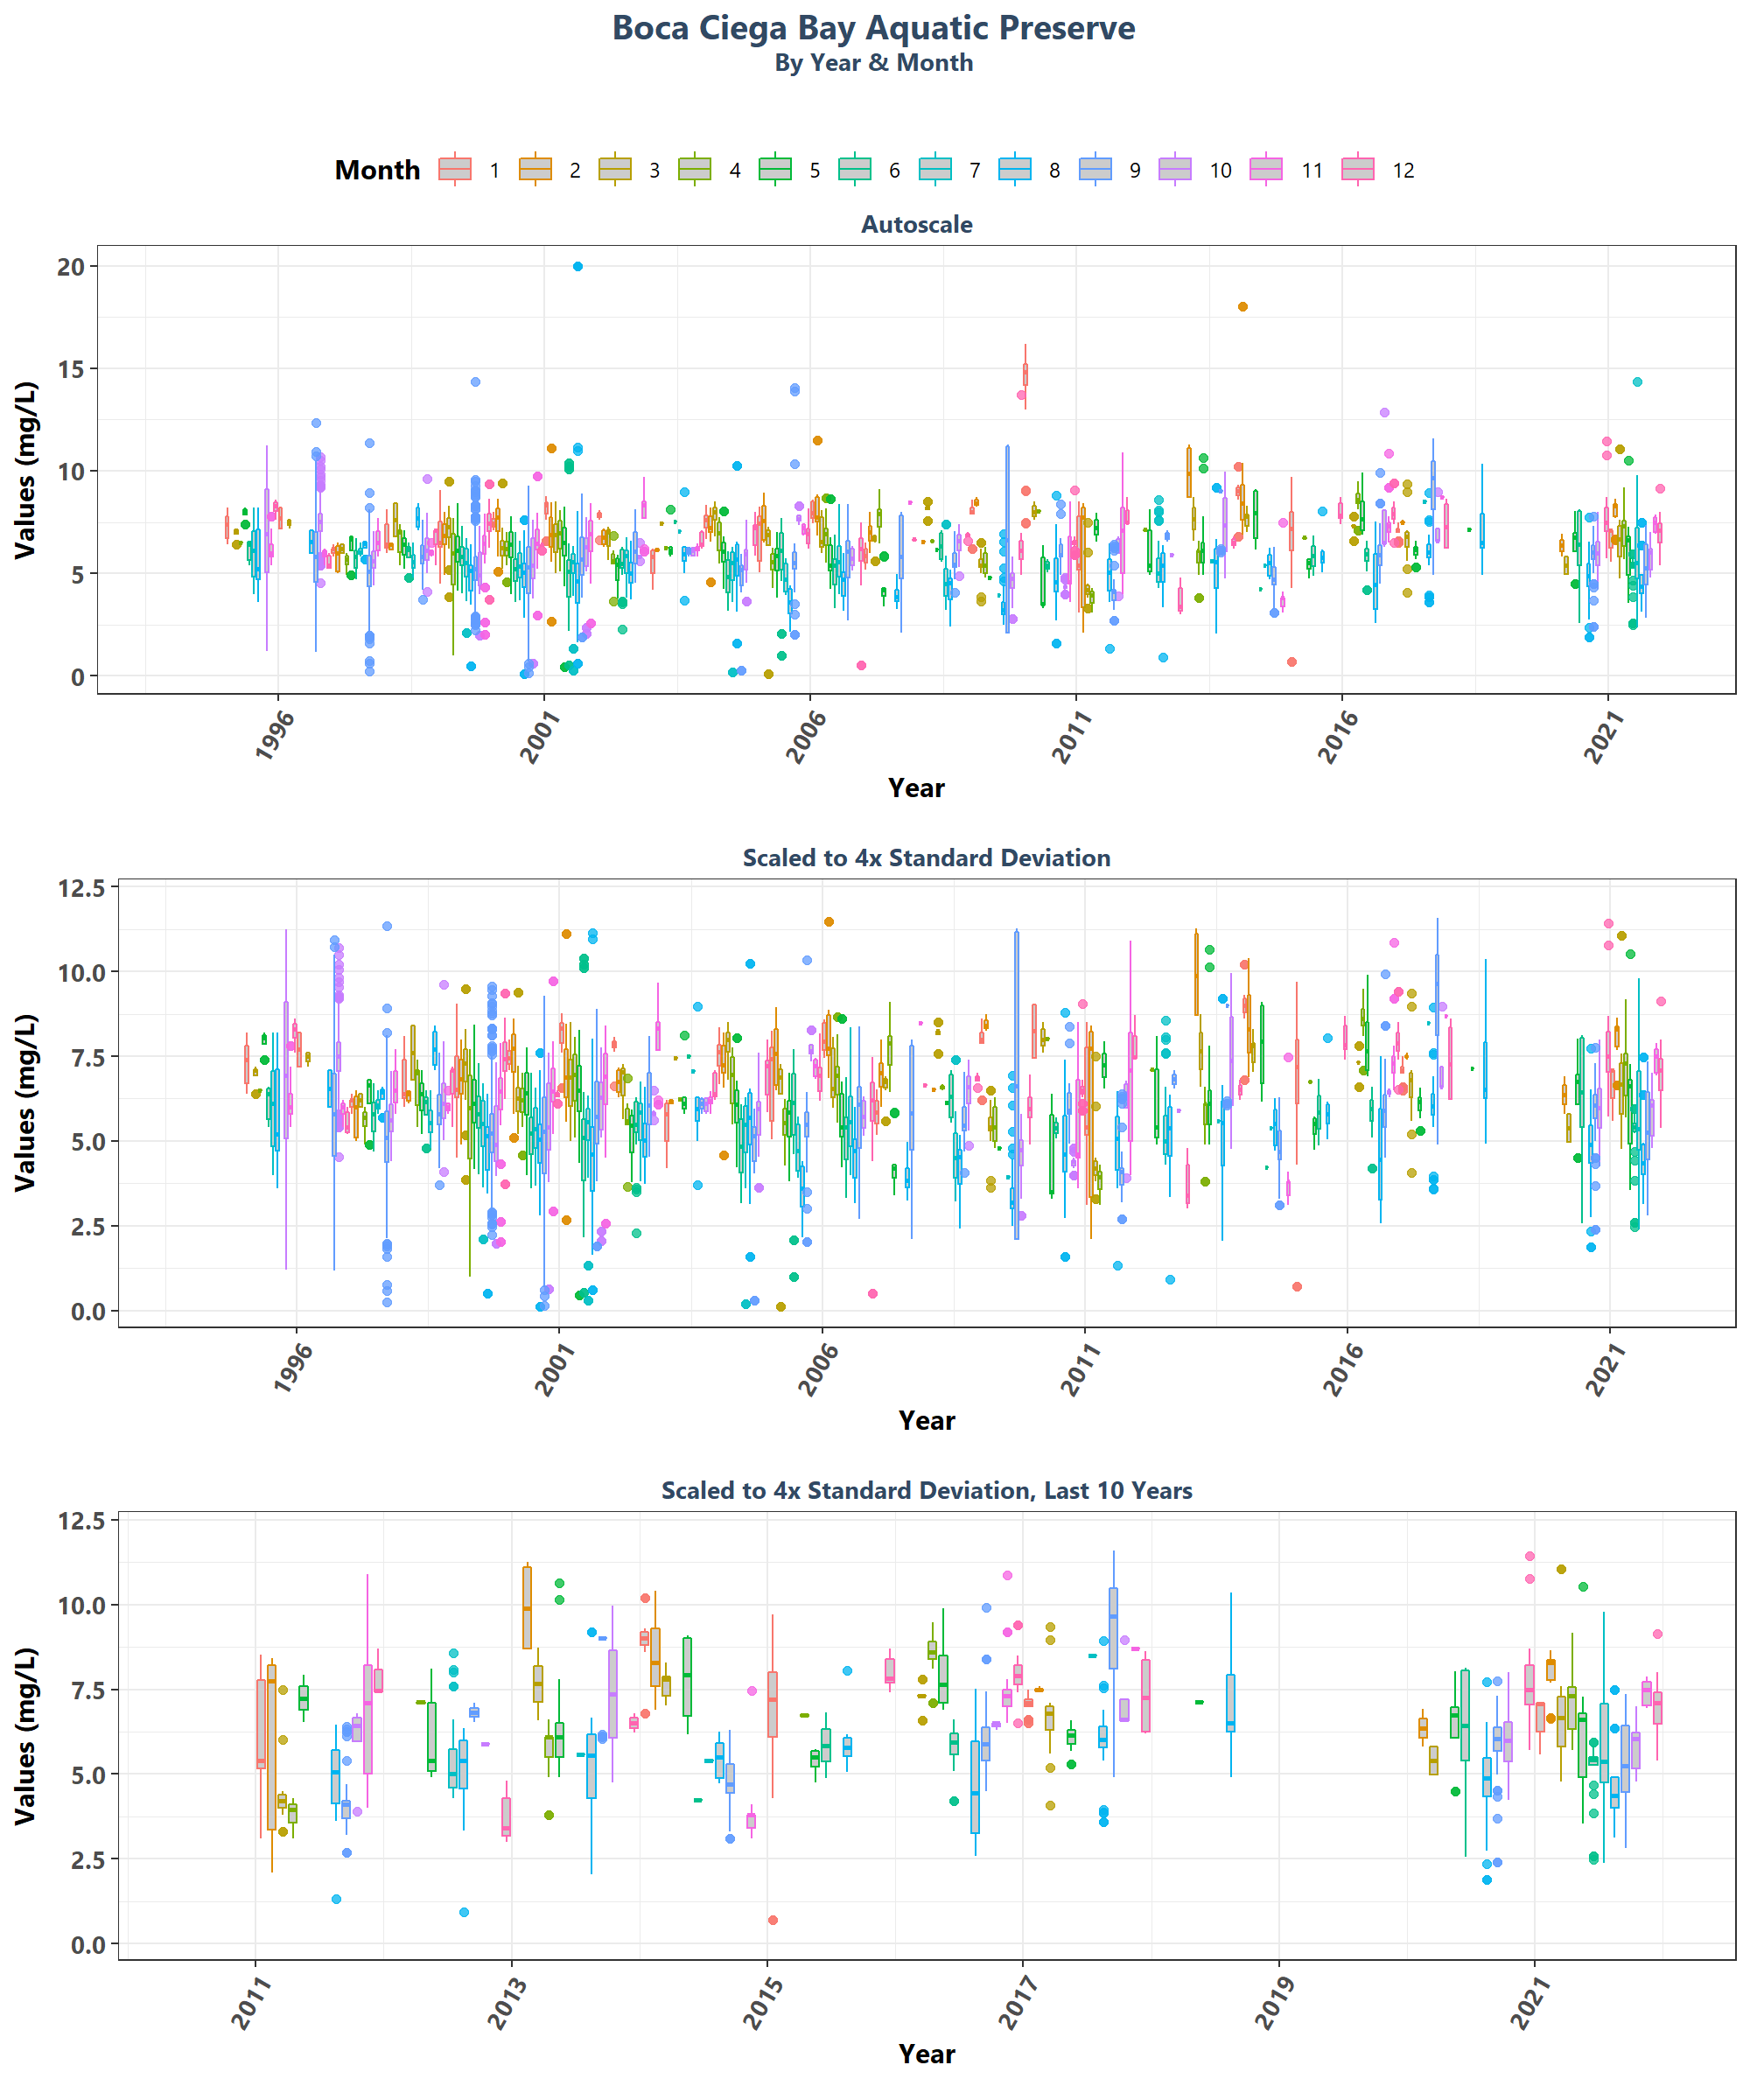 Boca Ciega Bay Aquatic Preserve
By Year & Month
Month 1 2 3 4 5 6 7 8 9 10 11 12
Autoscale
20
15
10
5
0
Values (mg/L)
1996 2001 2006 2011 2016 2021
Year
Scaled to 4x Standard Deviation
12.5
10.0
7.5
5.0
2.5
0.0
Values (mg/L)
1996 2001 2006 2011 2016 2021
Year
Scaled to 4x Standard Deviation, Last 10 Years
12.5
10.0
7.5
5.0
2.5
0.0
Values (mg/L)
2011 2013 2015 2017 2019 2021
Year